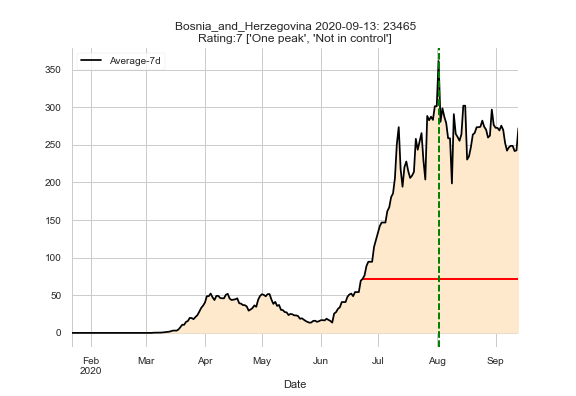 Bosnia_and_Herzegovina 2020-09-13: 23465
Rating:7 ['One peak', 'Not in control']
Average-7d
350
300
250
200
150
100
50
0
Feb Mar Apr May Jun Jul Aug Sep
2020
Date